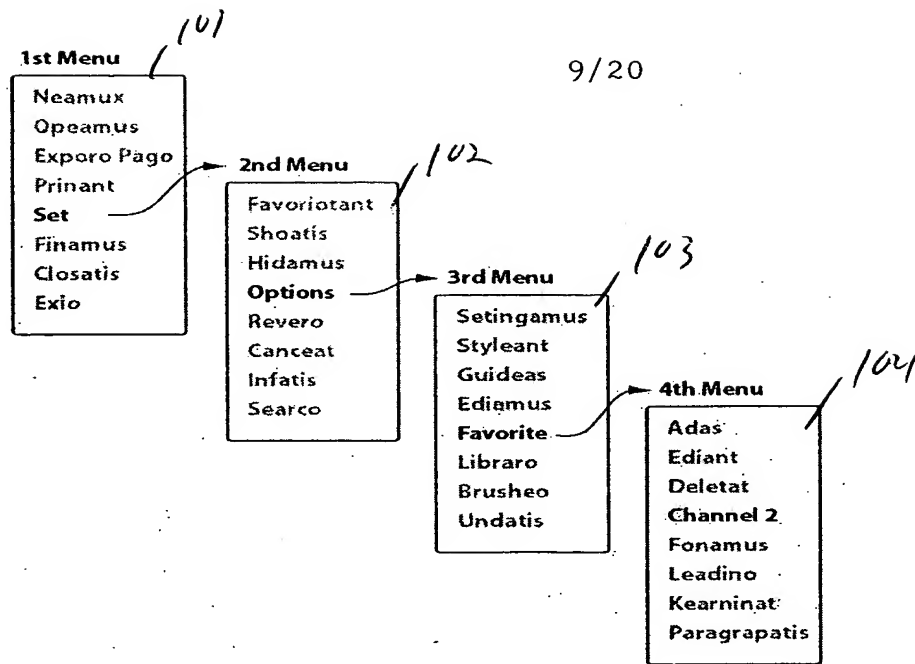 101
1st Menu
9/20
Neamux
Opeamus
Exporo Pago
Prinant
Set
Finamus
Closatis
Exio
102
2nd Menu
Favoriotant
Shoatis
Hidamus
Options
Revero
Canceat
Infatis
Searco
103
3rd Menu
Setingamus
Styleant
Guideas
Ediamus
Favorite
Libraro
Brusheo
Undatis
104
4th Menu
Adas
Ediant
Deletat
Channel 2
Fonamus
Leadino
Kearninat
Paragrapatis